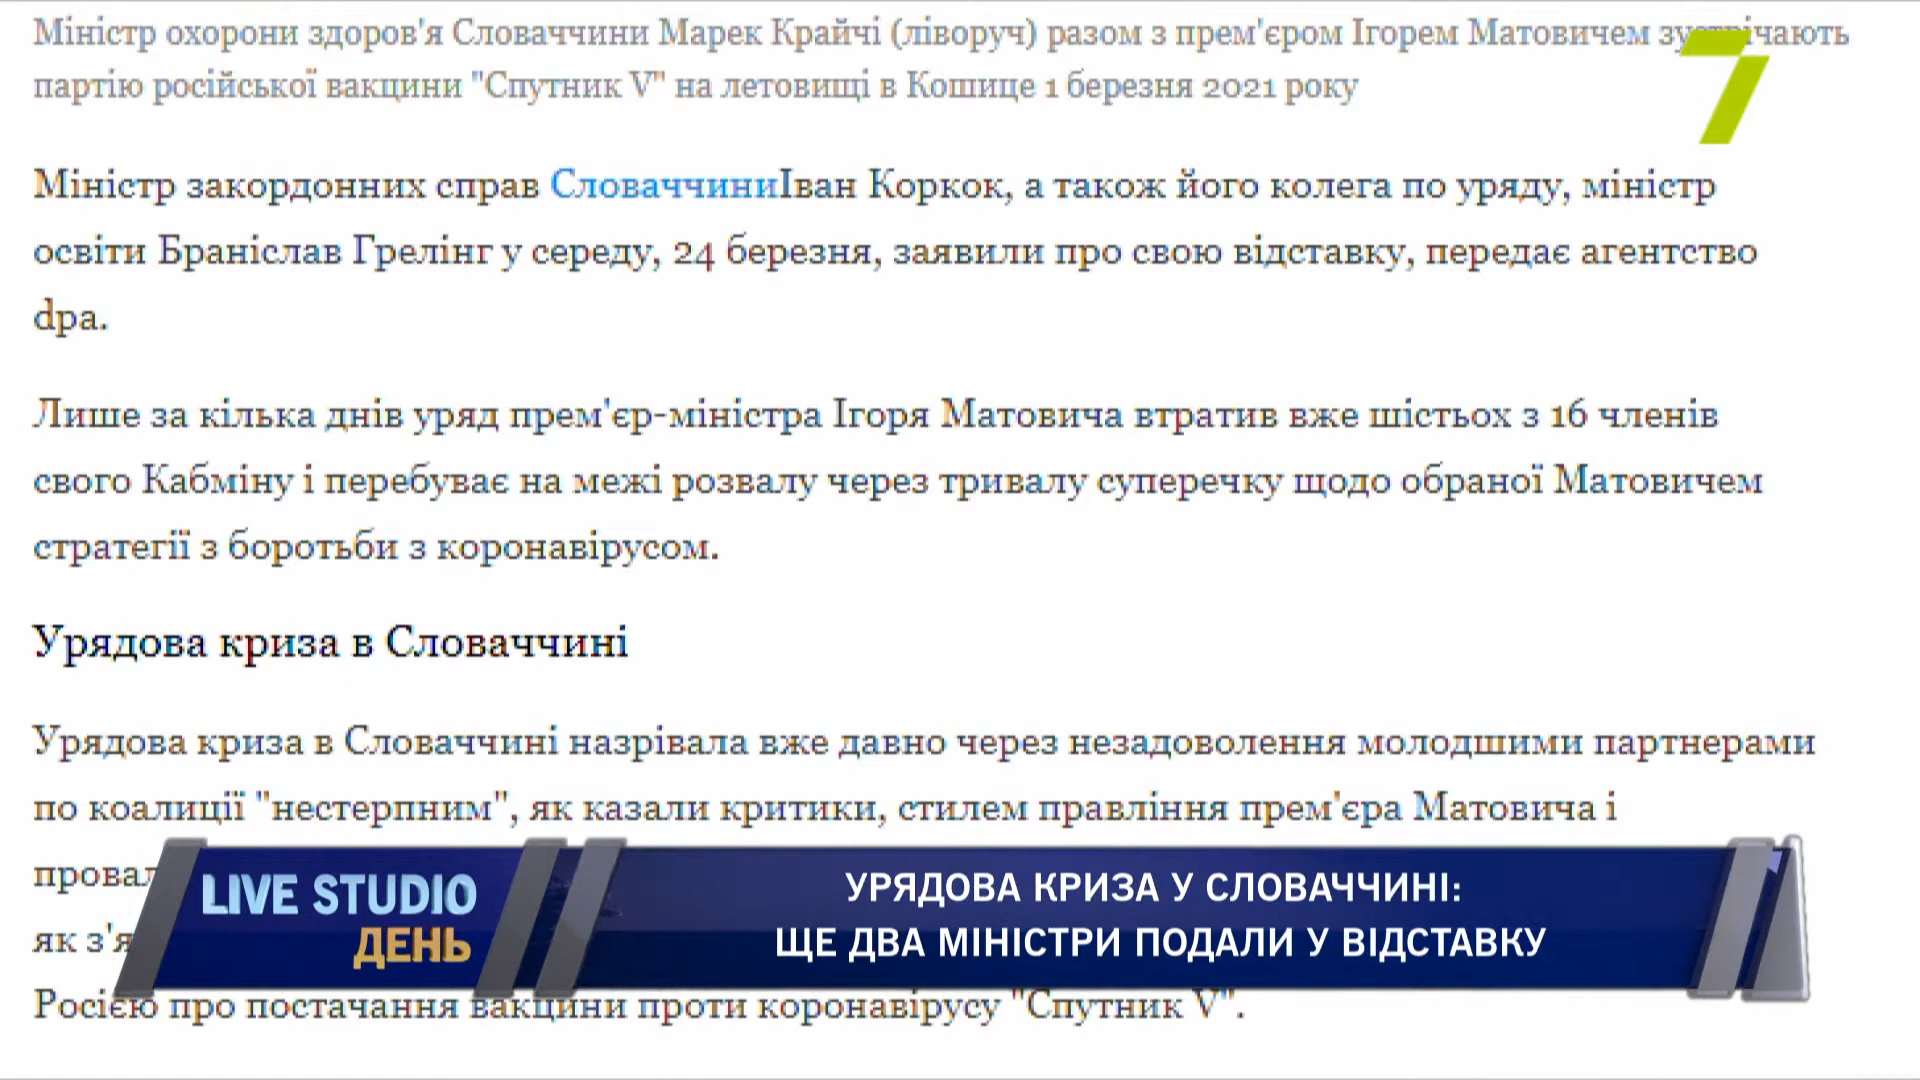 Міністр охорони здоров'я Словаччини Марек Крайчі (ліворуч) разом з прем'єром Ігорем Матовичем зустрічають
партію російської вакцини "Спутник V" на летовищі в Кошице 1 березня 2021 року
7
Міністр закордонних справ СловаччиниІван Коркок, а також його колега по уряду, міністр
освіти Браніслав Грелінг у середу, 24 березня, заявили про свою відставку, передає агентство
dpa.
Лише за кілька днів уряд прем'єр-міністра Ігоря Матовича втратив вже шістьох з 16 членів
свого Кабміну і перебуває на межі розвалу через тривалу суперечку щодо обраної Матовичем
стратегії з боротьби з коронавірусом.
Урядова криза в Словаччині
Урядова криза в Словаччині назрівала вже давно через незадоволення молодшими партнерами
по коалиції "нестерпним", як казали критики, стилем правління прем'єра Матовича і
як
LIVE STUDIO
ДЕНЬ
УРЯДОВА КРИЗА У СЛОВАЧЧИНІ:
ЩЕ ДВА МІНІСТРИ ПОДАЛИ У ВІДСТАВКУ
Росією про постачання вакцини проти коронавірусу "Спутник V".